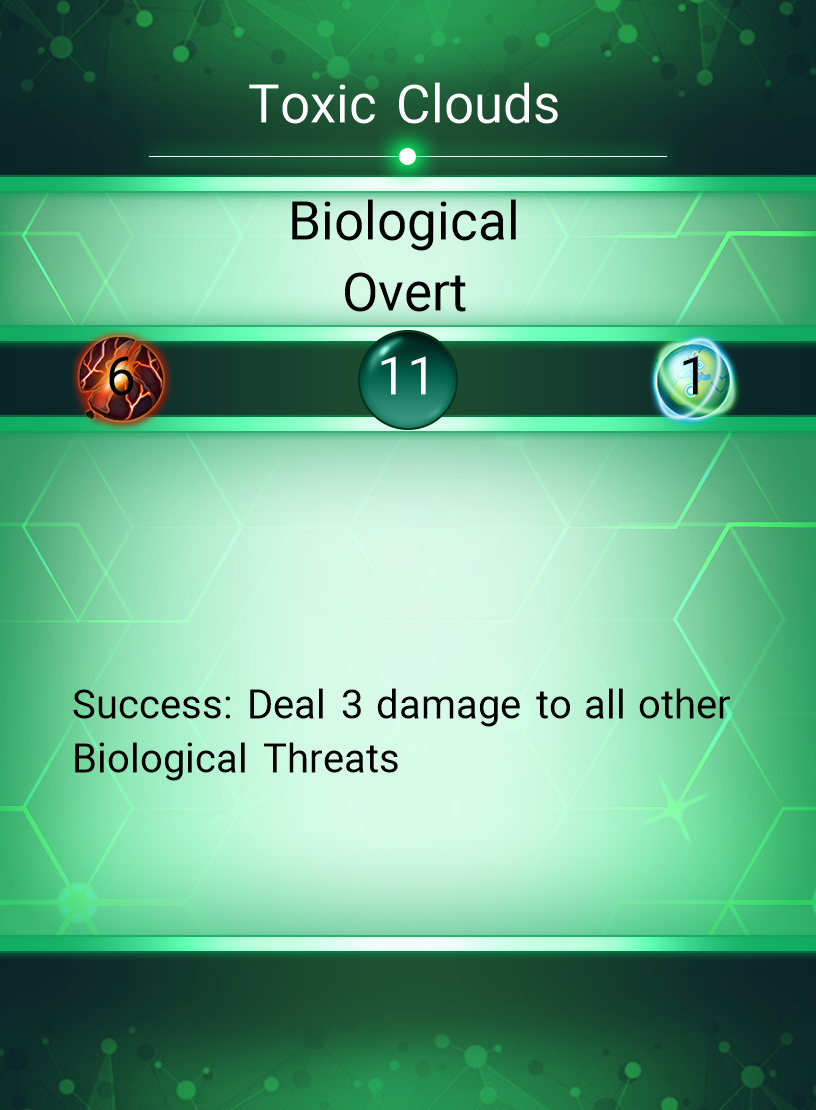 Toxic Clouds
Biological
Overt
6 11 1
Success: Deal 3 damage to all other
Biological Threats